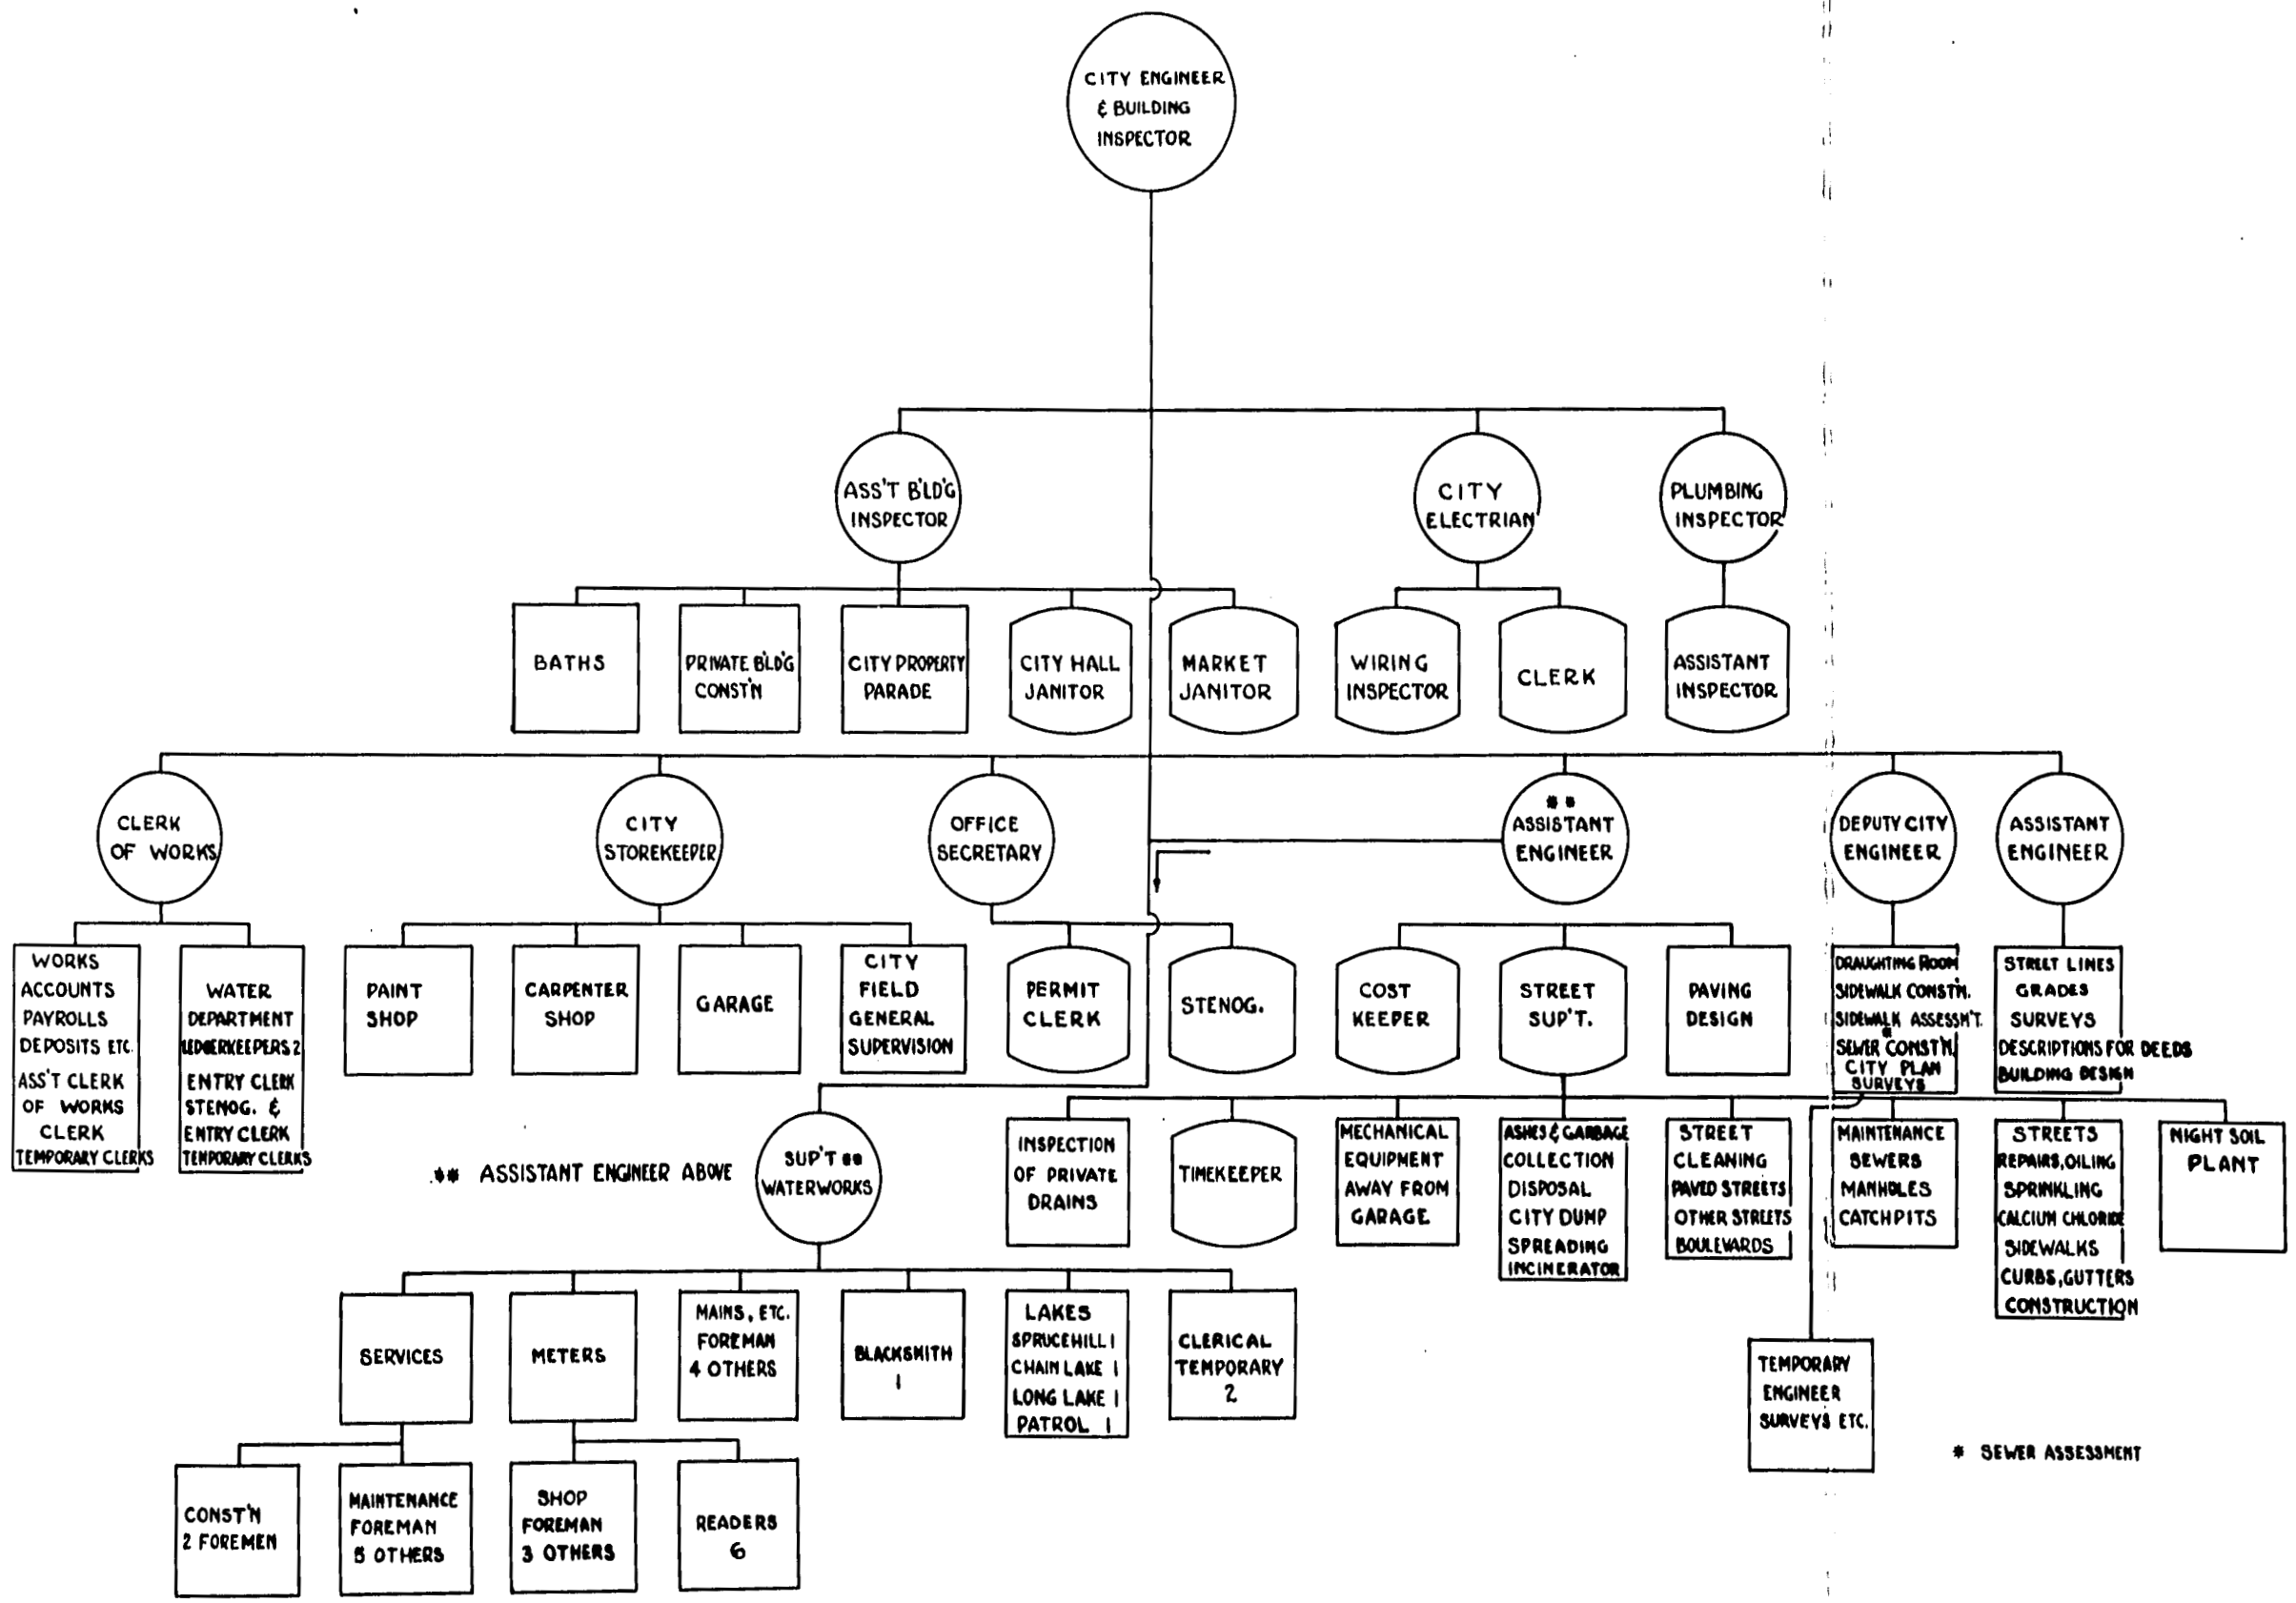 CITY ENGINEER
& BUILDING
INSPECTOR
ASS'T B'LD'G
INSPECTOR
CITY
ELECTRIAN
PLUMBING
INSPECTOR
BATHS
PRIVATE B'LD'G
CONST'N
CITY PROPERTY
PARADE
CITY HALL
JANITOR
MARKET
JANITOR
WIRING
INSPECTOR
CLERK
ASSISTANT
INSPECTOR
CLERK
OF WORKS
CITY
STOREKEEPER
OFFICE
SECRETARY
**
ASSISTANT
ENGINEER
DEPUTY CITY
ENGINEER
ASSISTANT
ENGINEER
WORKS
ACCOUNTS
PAYROLLS
DEPOSITS ETC.
ASS'T CLERK
OF WORKS
CLERK
TEMPORARY CLERKS
WATER
DEPARTMENT
LEDGERKEEPERS 2
ENTRY CLERK
STENOG. &
ENTRY CLERK
TEMPORARY CLERKS
PAINT
SHOP
CARPENTER
SHOP
GARAGE
CITY
FIELD
GENERAL
SUPERVISION
PERMIT
CLERK
STENOG.
COST
KEEPER
STREET
SUP'T.
PAVING
DESIGN
DRAUGHTING ROOM
SIDEWALK CONST'N.
SIDEWALK ASSESSM'T.
*
SEWER CONST'N.
CITY PLAN
SURVEYS
STREET LINES
GRADES
SURVEYS
DESCRIPTIONS FOR DEEDS
BUILDING DESIGN
** ASSISTANT ENGINEER ABOVE
SUP'T **
WATERWORKS
INSPECTION
OF PRIVATE
DRAINS
TIMEKEEPER
MECHANICAL
EQUIPMENT
AWAY FROM
GARAGE
ASHES & GARBAGE
COLLECTION
DISPOSAL
CITY DUMP
SPREADING
INCINERATOR
STREET
CLEANING
PAVED STREETS
OTHER STREETS
BOULEVARDS
MAINTENANCE
SEWERS
MANHOLES
CATCHPITS
STREETS
REPAIRS, OILING
SPRINKLING
CALCIUM CHLORIDE
SIDEWALKS
CURBS, GUTTERS
CONSTRUCTION
NIGHT SOIL
PLANT
SERVICES
METERS
MAINS, ETC.
FOREMAN
4 OTHERS
BLACKSMITH
1
LAKES
SPRUCEHILL 1
CHAIN LAKE 1
LONG LAKE 1
PATROL 1
CLERICAL
TEMPORARY
2
TEMPORARY
ENGINEER
SURVEYS ETC.
* SEWER ASSESSMENT
CONST'N
2 FOREMEN
MAINTENANCE
FOREMAN
5 OTHERS
SHOP
FOREMAN
3 OTHERS
READERS
6